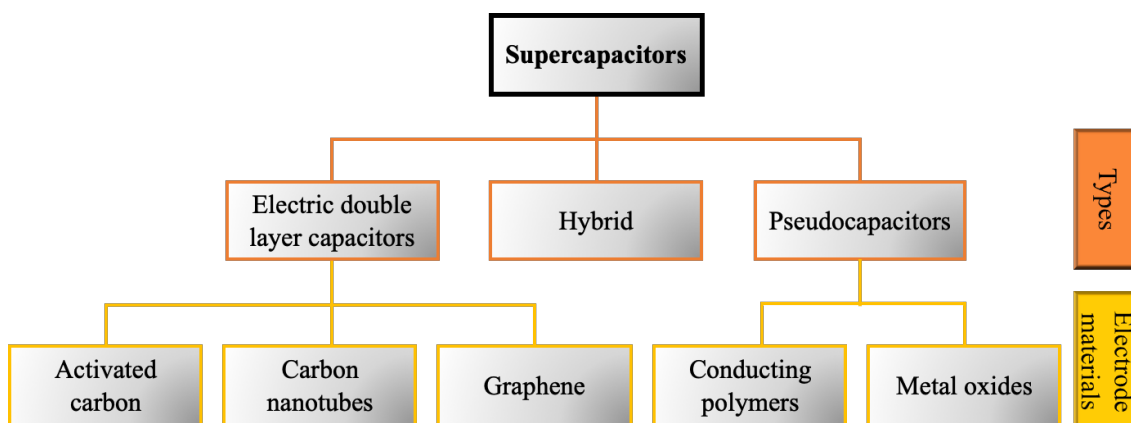 Supercapacitors
Types
Electric double
layer capacitors
Hybrid
Pseudocapacitors
Electrode
materials
Activated
carbon
Carbon
nanotubes
Graphene
Conducting
polymers
Metal oxides